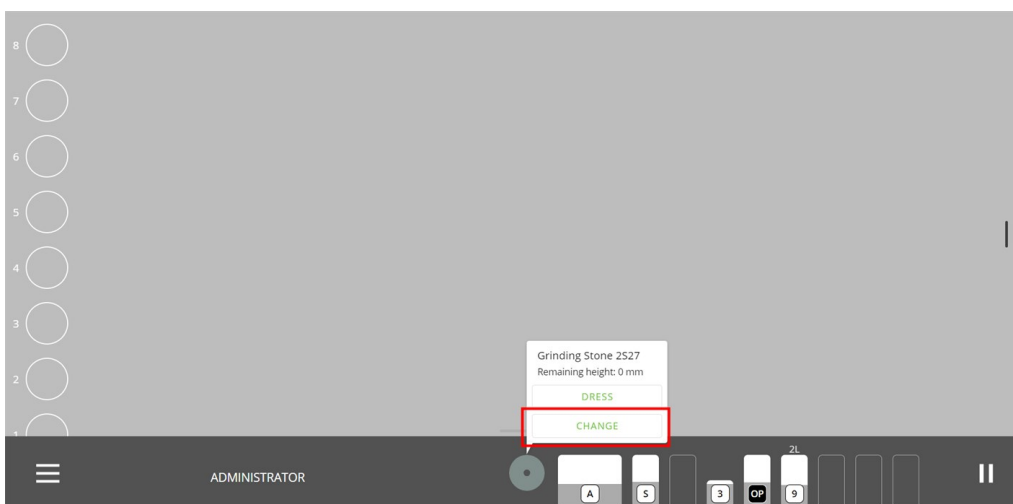 8
7
6
5
4
3
2
1
Grinding Stone 2S27
Remaining height: 0 mm
DRESS
CHANGE
2L
ADMINISTRATOR
A
S
3
OP
9